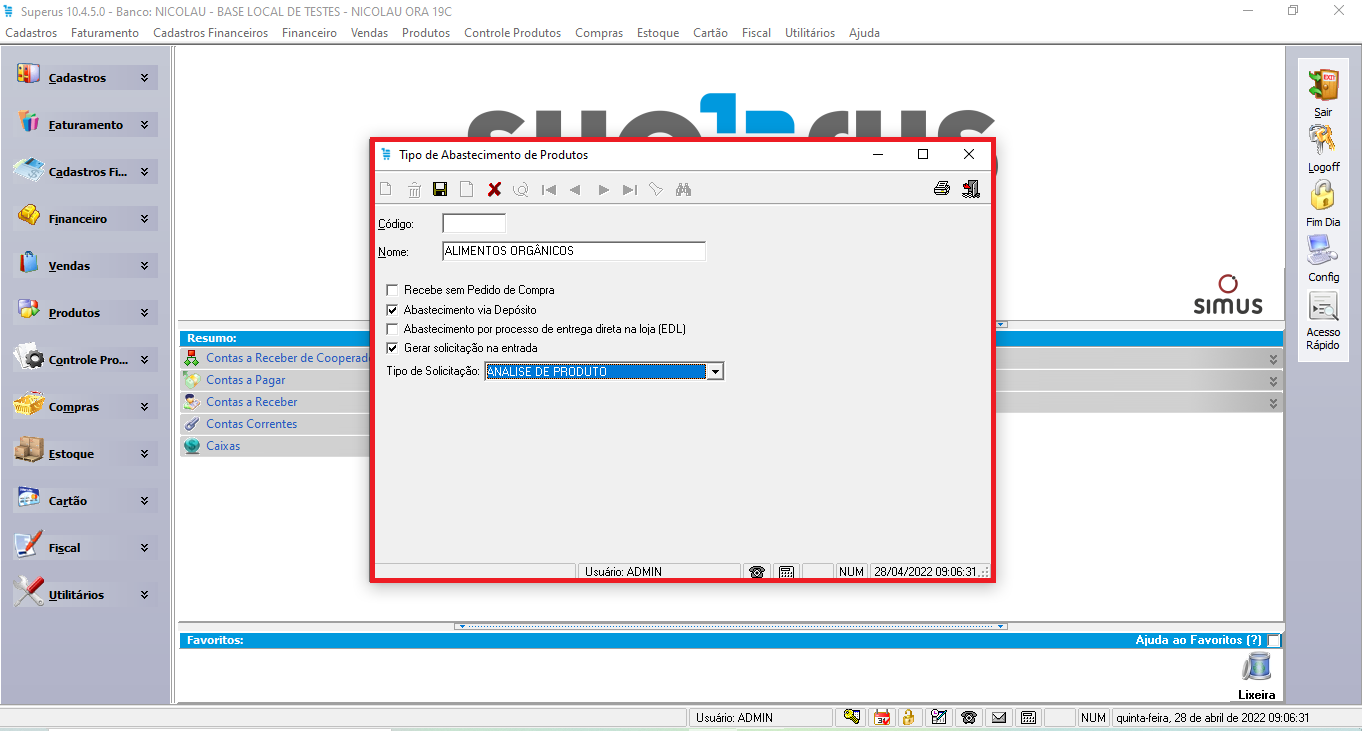 Superus 10.4.5.0 - Banco: NICOLAU - BASE LOCAL DE TESTES - NICOLAU ORA 19C
Cadastros Faturamento Cadastros Financeiros Financeiro Vendas Produtos Controle Produtos Compras Estoque Cartão Fiscal Utilitários Ajuda
Cadastros
Faturamento
Cadastros Fi...
Financeiro
Vendas
Produtos
Controle Pro...
Compras
Estoque
Cartão
Fiscal
Utilitários
Tipo de Abastecimento de Produtos
Código:
Nome: ALIMENTOS ORGÂNICOS
Recebe sem Pedido de Compra
Abastecimento via Depósito
Abastecimento por processo de entrega direta na loja (EDL)
Gerar solicitação na entrada
Tipo de Solicitação: ANALISE DE PRODUTO
Usuário: ADMIN NUM 28/04/2022 09:06:31
sımus
Resumo:
Contas a Receber de Cooperad
Contas a Pagar
Contas a Receber
Contas Correntes
Caixas
EXIT
Sair
Logoff
Fim Dia
Config
Acesso
Rápido
Favoritos: Ajuda ao Favoritos (?)
Lixeira
Usuário: ADMIN NUM quinta-feira, 28 de abril de 2022 09:06:31